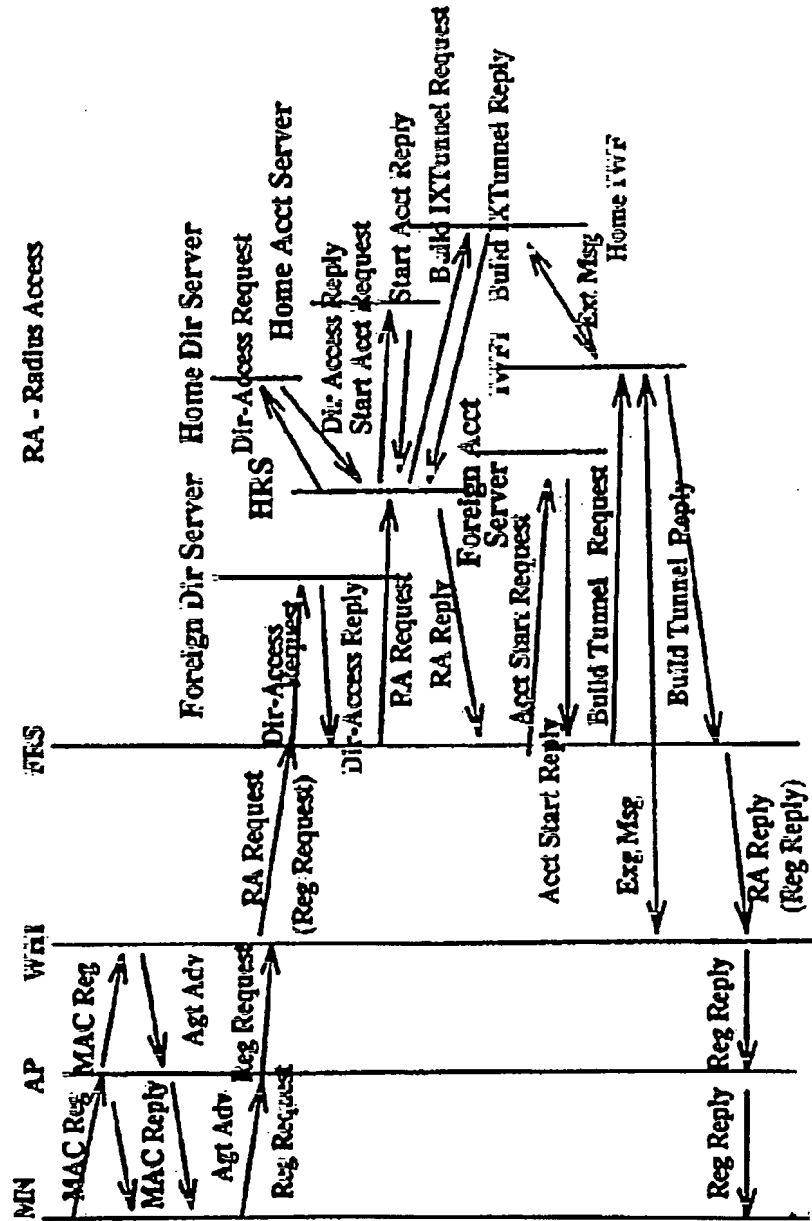 RA - Radius Access
MN
AP
WHI
FRS
Foreign Dir Server
Home Dir Server
HRS
Home Acct Server
MAC Reg
MAC Reg
MAC Reply
Agt Adv
Agt Adv
Reg Request
Reg Request
RA Request
(Reg Request)
Dir-Access
Request
Dir-Access Reply
Dir-Access Request
Dir Access Reply
RA Request
Start Acct Request
Start Acct Reply
Build IXTunnel Request
Build IXTunnel Reply
RA Reply
Foreign Acct
Server
Acct Start Request
Acct Start Reply
Home IWF
Ext Msg
Build Tunnel Request
Exg Msg
Build Tunnel Reply
RA Reply
(Reg Reply)
Reg Reply
Reg Reply